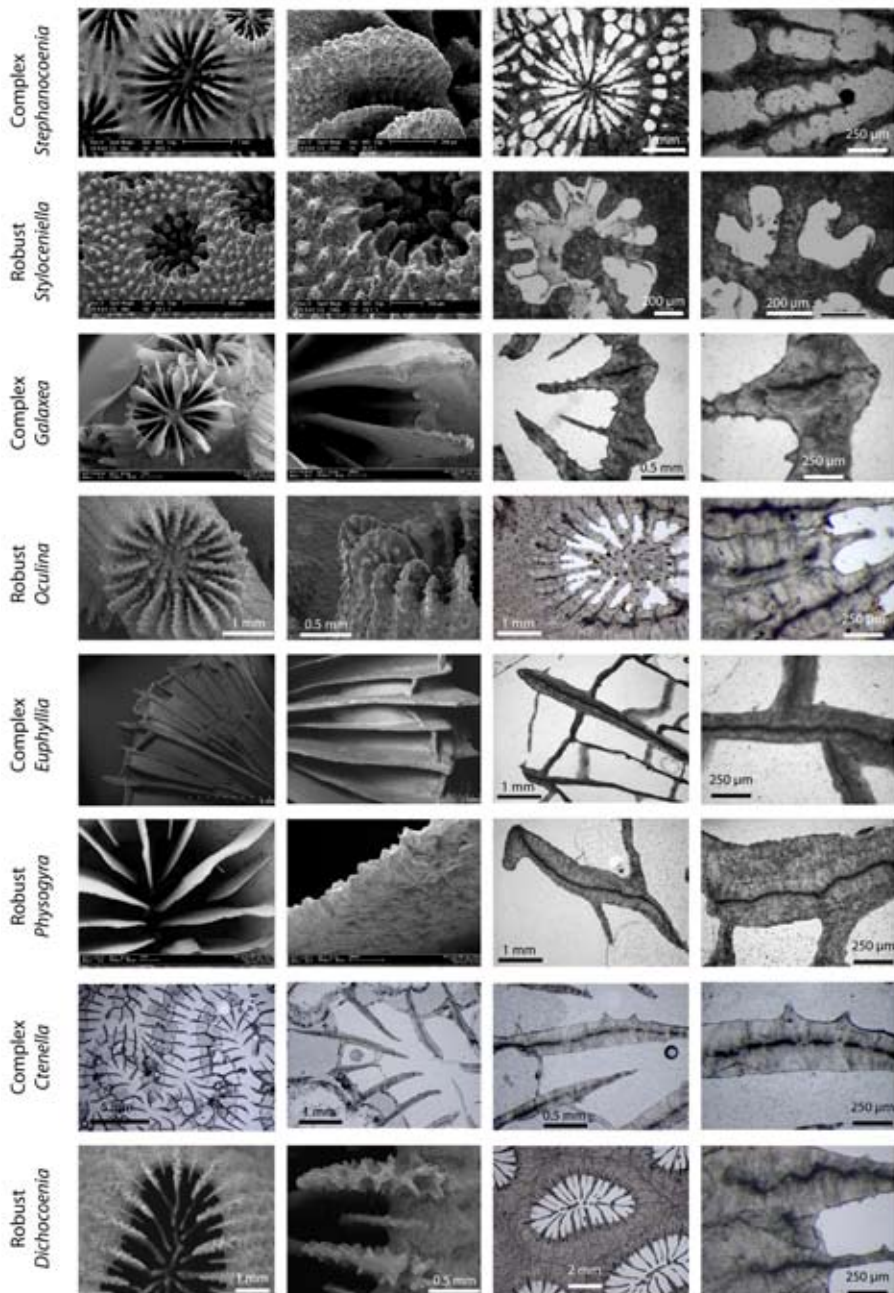 Complex
Stephanocoenia
250 µm
Robust
Styloceniella
200 µm
200 µm
Complex
Galaxea
0.5 mm
250 µm
Robust
Oculina
1 mm
0.5 mm
1 mm
250 µm
Complex
Euphyllia
1 mm
250 µm
Robust
Physogyra
1 mm
250 µm
Complex
Ctenella
1 mm
0.5 mm
250 µm
Robust
Dichocoenia
1 mm
0.5 mm
2 mm
250 µm